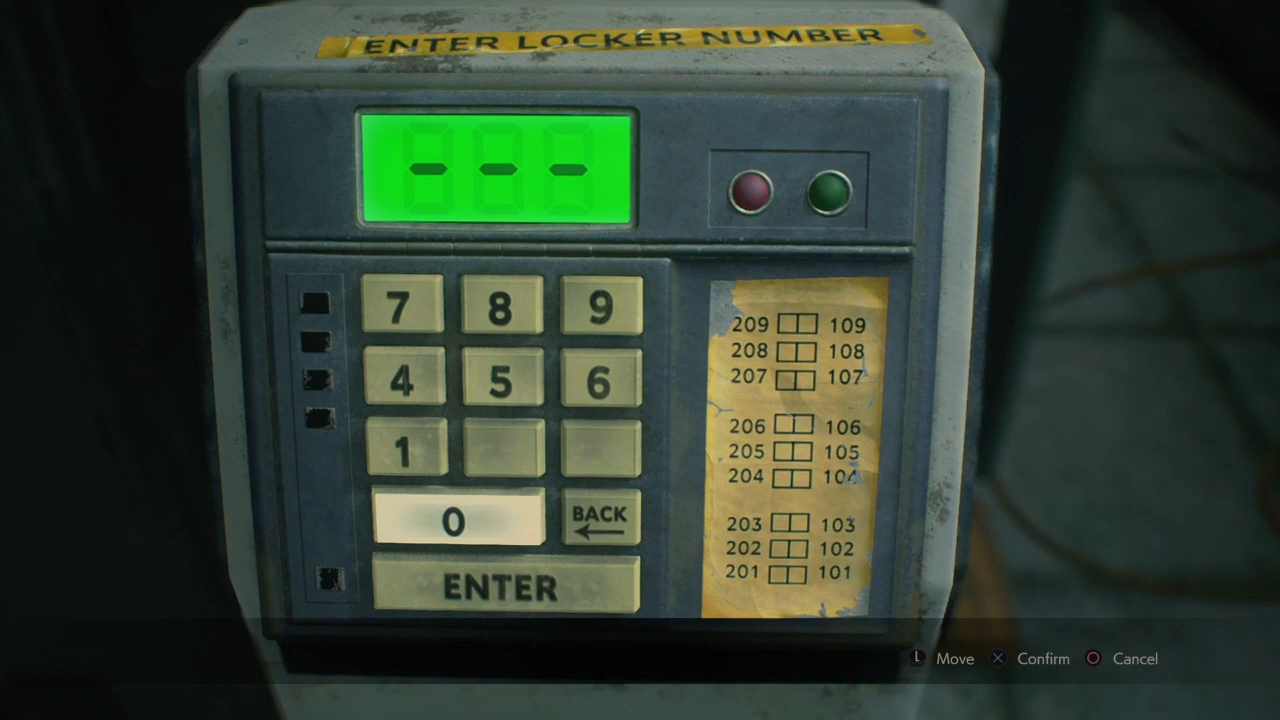 ENTER LOCKER NUMBER
- - -
7 8 9
4 5 6
1
0 BACK
ENTER
209 109
208 108
207 107
206 106
205 105
204 104
203 103
202 102
201 101
L Move Confirm Cancel